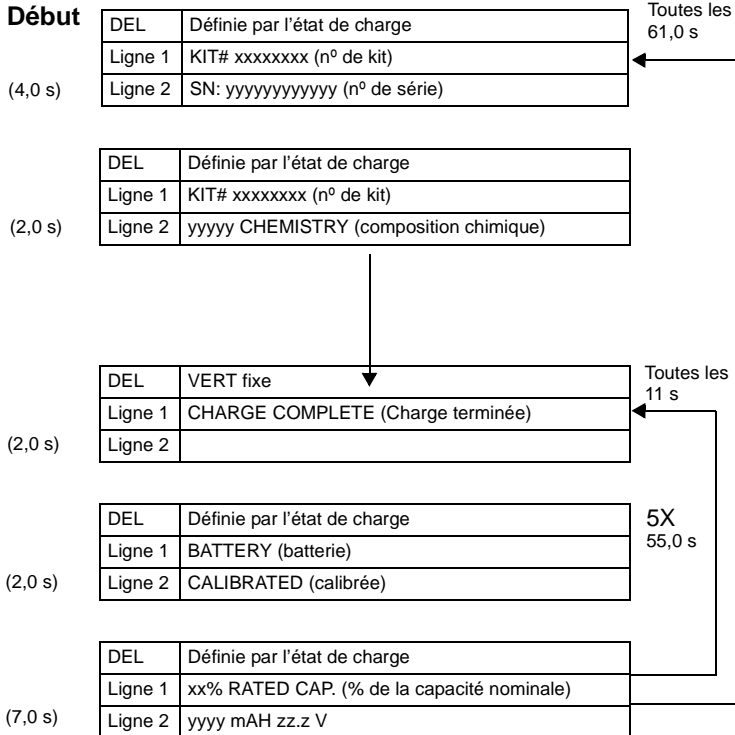 Début
Toutes les
61,0 s
DEL Définie par l'état de charge
Ligne 1 KIT# xxxxxxxx (nº de kit)
(4,0 s) Ligne 2 SN: yyyyyyyyyyyy (nº de série)
DEL Définie par l'état de charge
Ligne 1 KIT# xxxxxxxx (nº de kit)
(2,0 s) Ligne 2 yyyyy CHEMISTRY (composition chimique)
Toutes les
11 s
DEL VERT fixe
Ligne 1 CHARGE COMPLETE (Charge terminée)
(2,0 s) Ligne 2
5X
55,0 s
DEL Définie par l'état de charge
Ligne 1 BATTERY (batterie)
(2,0 s) Ligne 2 CALIBRATED (calibrée)
DEL Définie par l'état de charge
Ligne 1 xx% RATED CAP. (% de la capacité nominale)
(7,0 s) Ligne 2 yyyy mAH zz.z V